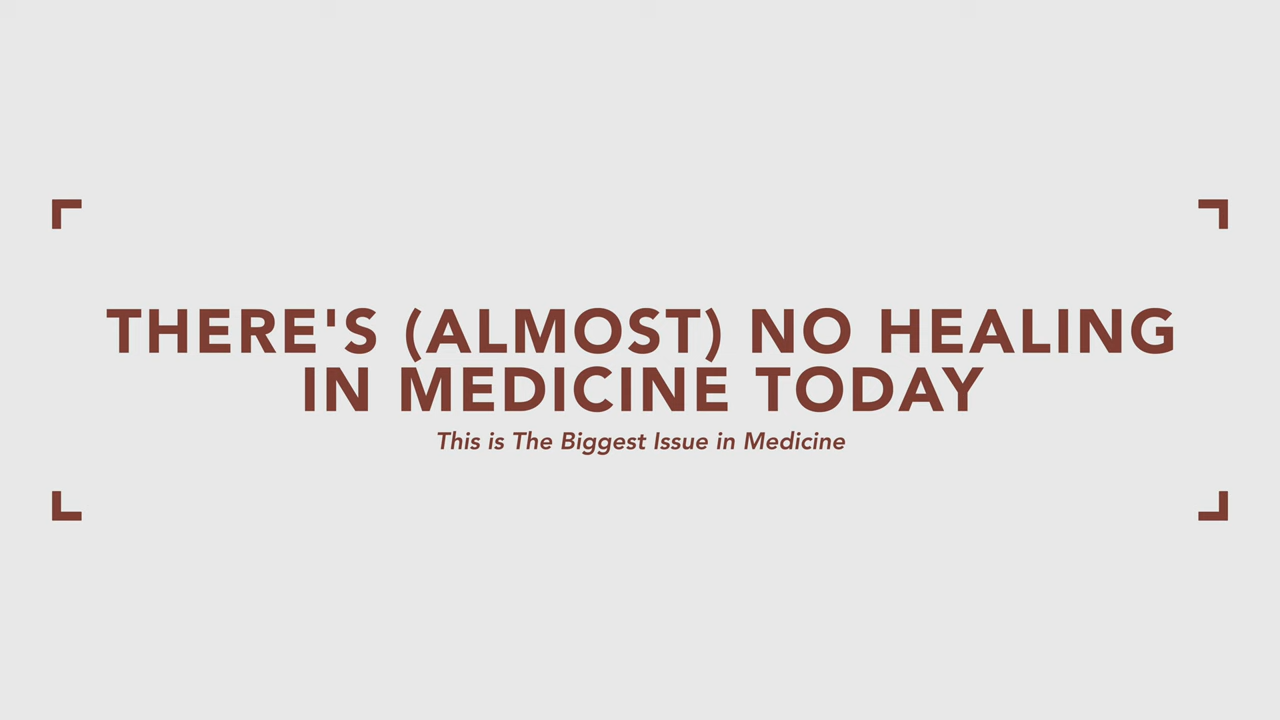 THERE'S (ALMOST) NO HEALING
IN MEDICINE TODAY
This is The Biggest Issue in Medicine